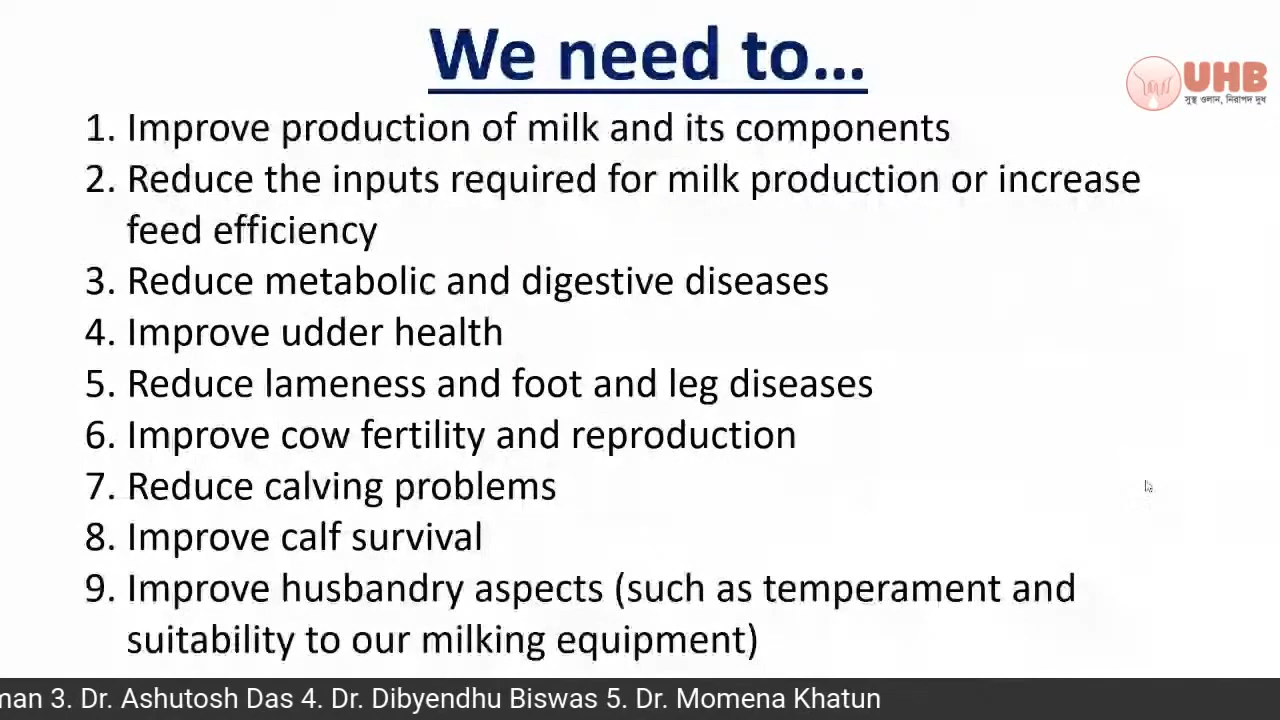 We need to...
UHB
সুস্থ ওলান, নিরাপদ দুধ
1. Improve production of milk and its components
2. Reduce the inputs required for milk production or increase
feed efficiency
3. Reduce metabolic and digestive diseases
4. Improve udder health
5. Reduce lameness and foot and leg diseases
6. Improve cow fertility and reproduction
7. Reduce calving problems
8. Improve calf survival
9. Improve husbandry aspects (such as temperament and
suitability to our milking equipment)
man 3. Dr. Ashutosh Das 4. Dr. Dibyendhu Biswas 5. Dr. Momena Khatun